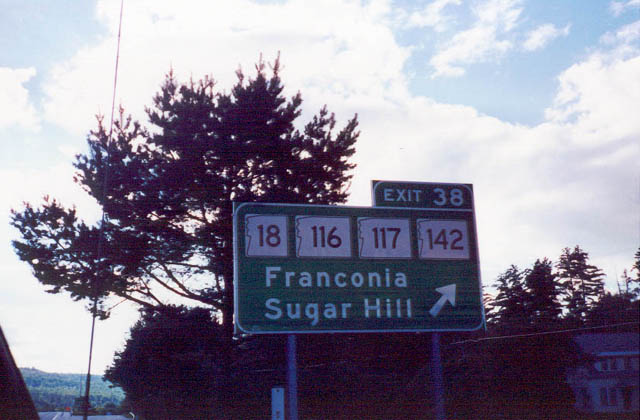 EXIT 38
18 116 117 142
Franconia
Sugar Hill